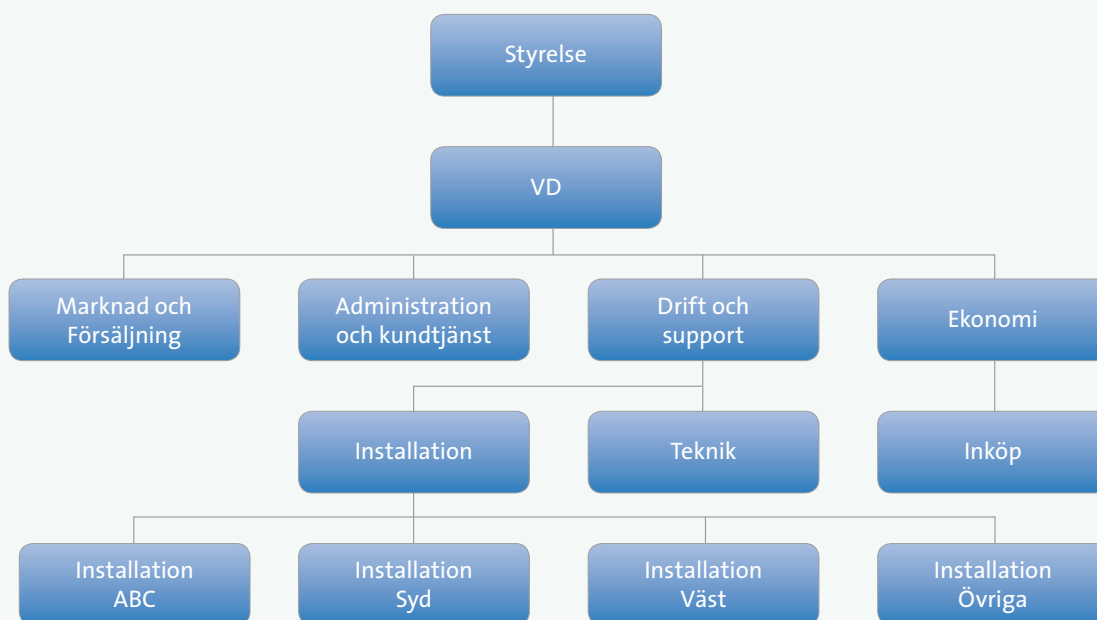 Styrelse
VD
Marknad och
Försäljning
Administration
och kundtjänst
Drift och
support
Ekonomi
Installation
Teknik
Inköp
Installation
ABC
Installation
Syd
Installation
Väst
Installation
Övriga